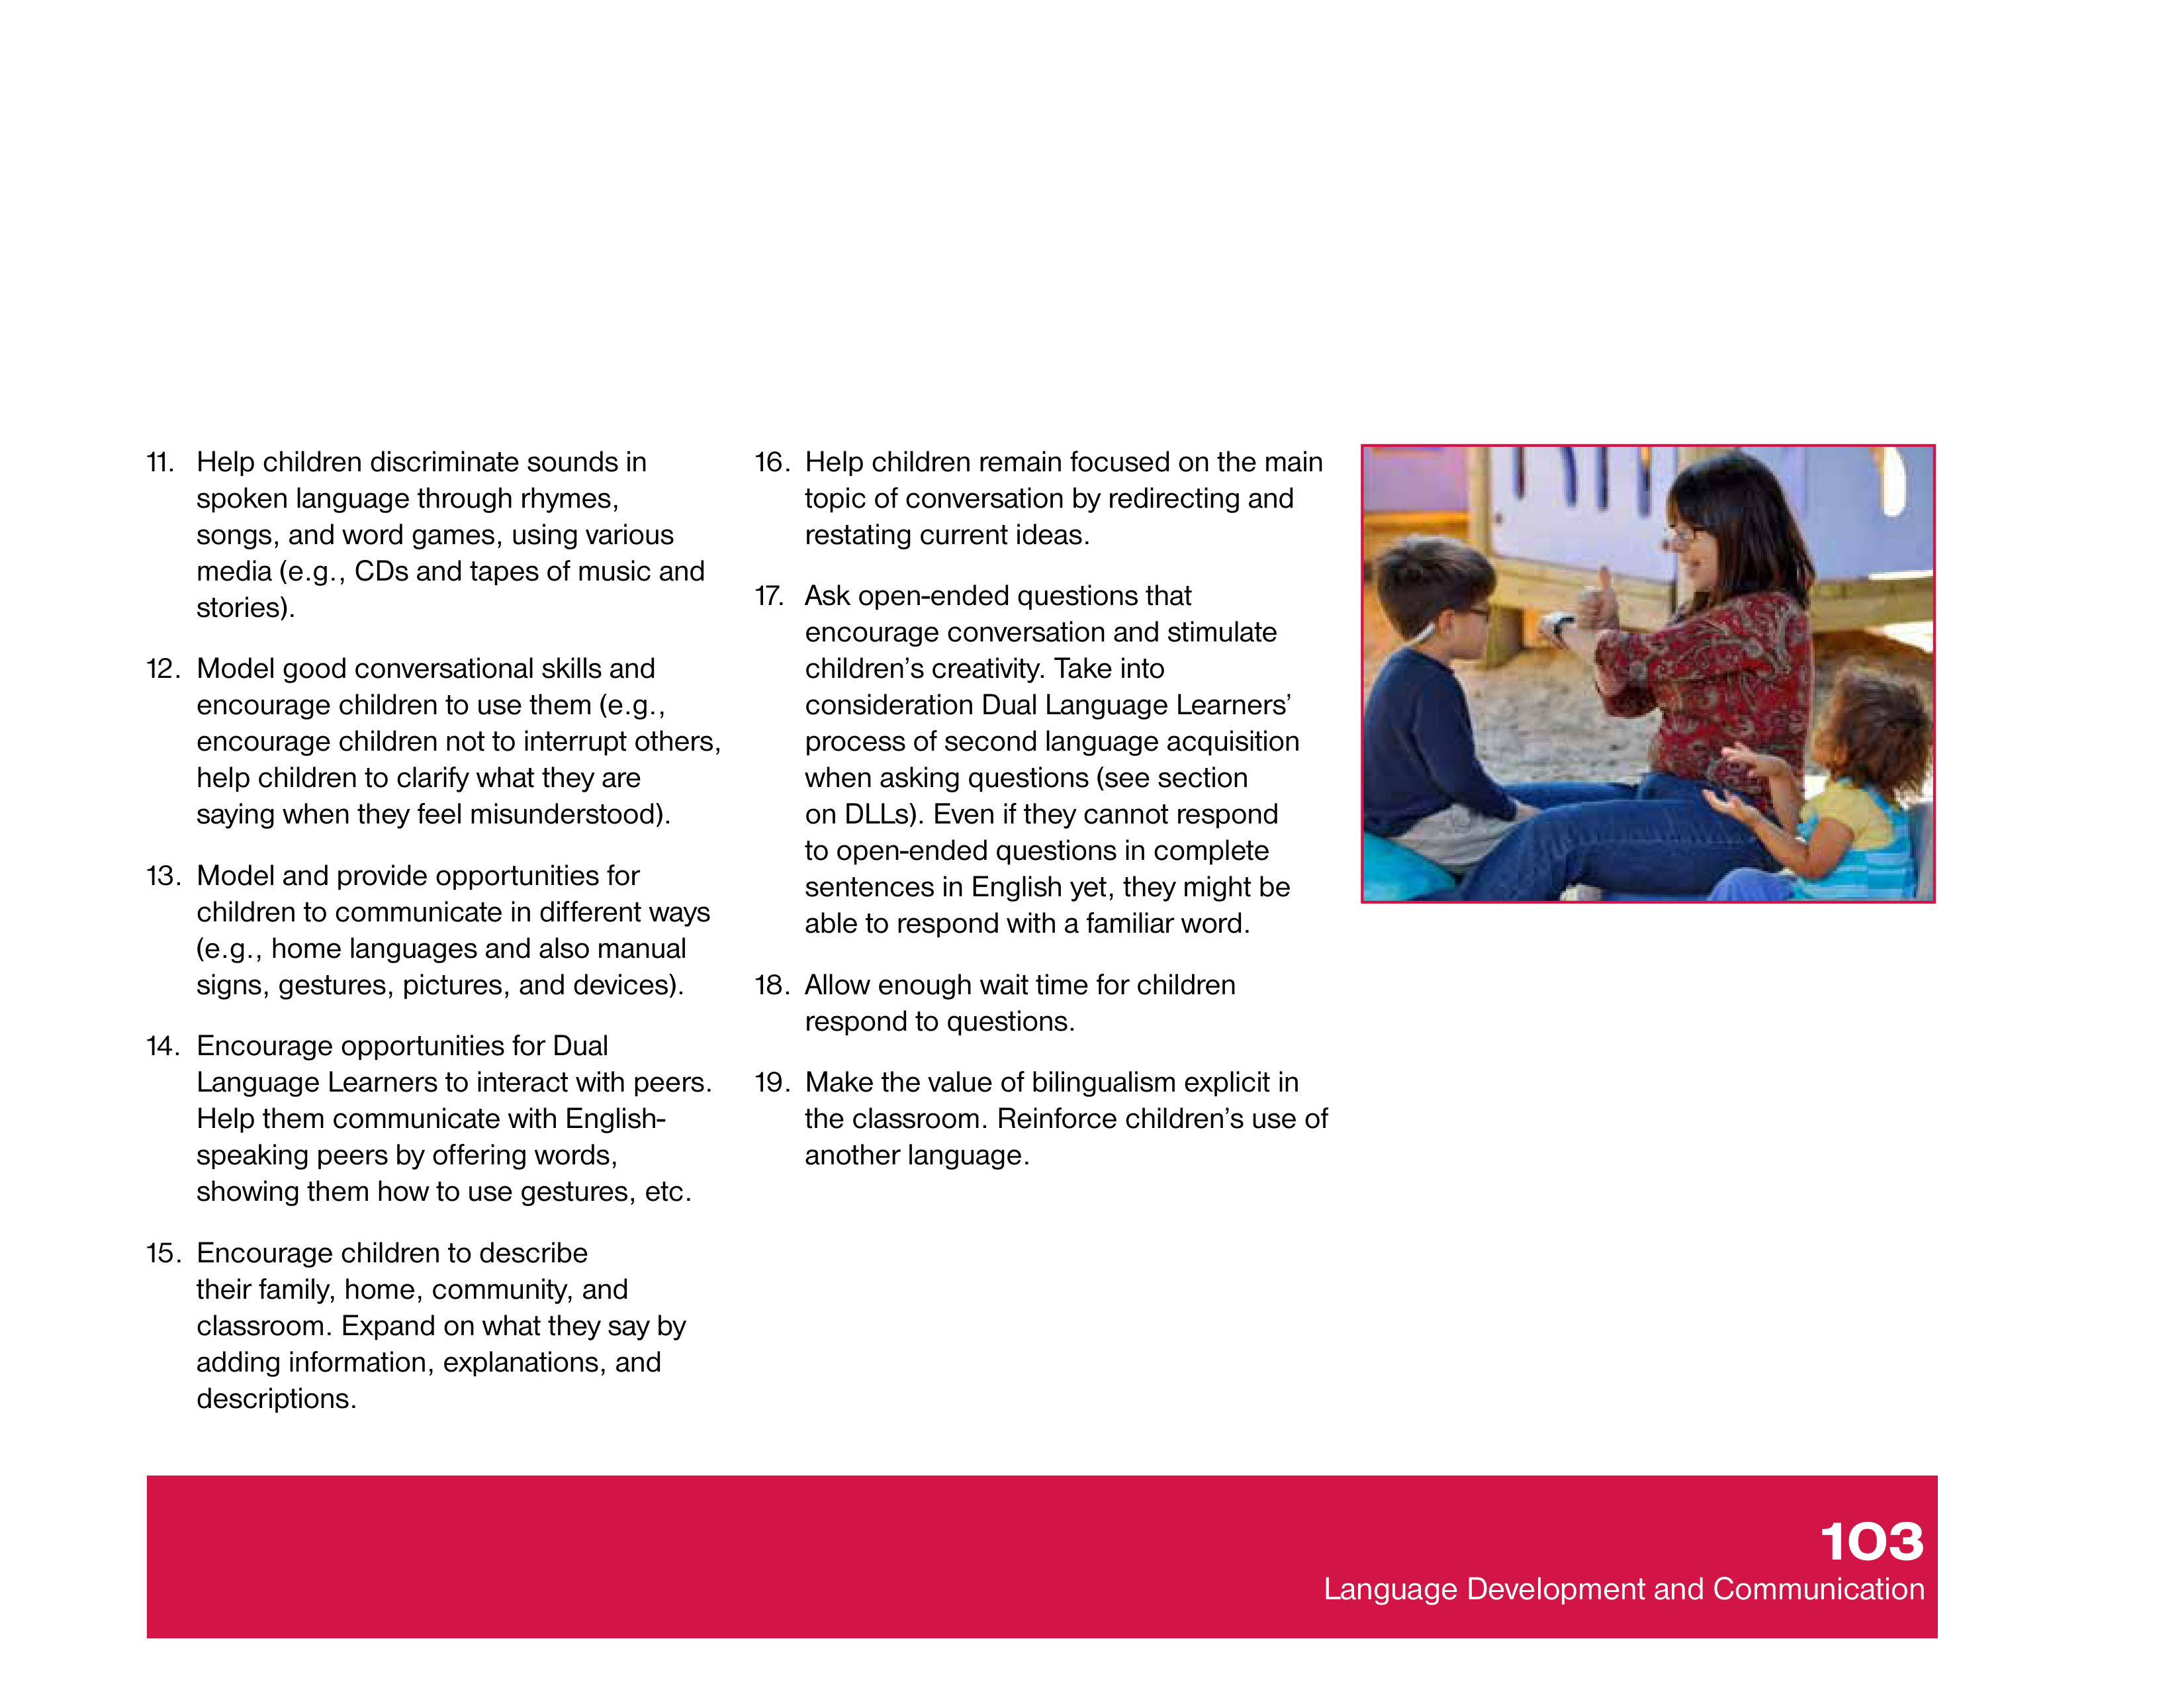 11. Help children discriminate sounds in
spoken language through rhymes,
songs, and word games, using various
media (e.g., CDs and tapes of music and
stories).
12. Model good conversational skills and
encourage children to use them (e.g.,
encourage children not to interrupt others,
help children to clarify what they are
saying when they feel misunderstood).
13. Model and provide opportunities for
children to communicate in different ways
(e.g., home languages and also manual
signs, gestures, pictures, and devices).
14. Encourage opportunities for Dual
Language Learners to interact with peers.
Help them communicate with English-
speaking peers by offering words,
showing them how to use gestures, etc.
15. Encourage children to describe
their family, home, community, and
classroom. Expand on what they say by
adding information, explanations, and
descriptions.
16. Help children remain focused on the main
topic of conversation by redirecting and
restating current ideas.
17. Ask open-ended questions that
encourage conversation and stimulate
children’s creativity. Take into
consideration Dual Language Learners’
process of second language acquisition
when asking questions (see section
on DLLs). Even if they cannot respond
to open-ended questions in complete
sentences in English yet, they might be
able to respond with a familiar word.
18. Allow enough wait time for children
respond to questions.
19. Make the value of bilingualism explicit in
the classroom. Reinforce children’s use of
another language.
103
Language Development and Communication